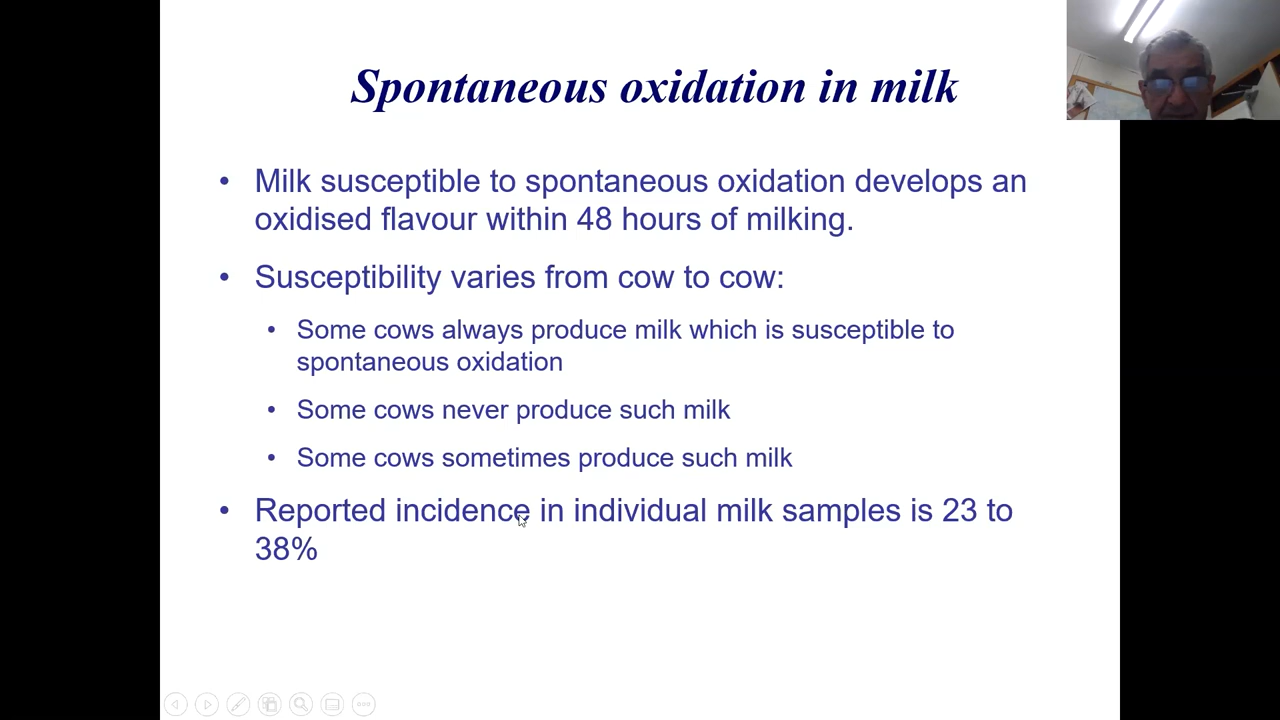 Spontaneous oxidation in milk
• Milk susceptible to spontaneous oxidation develops an
oxidised flavour within 48 hours of milking.
• Susceptibility varies from cow to cow:
• Some cows always produce milk which is susceptible to
spontaneous oxidation
• Some cows never produce such milk
• Some cows sometimes produce such milk
• Reported incidence in individual milk samples is 23 to
38%